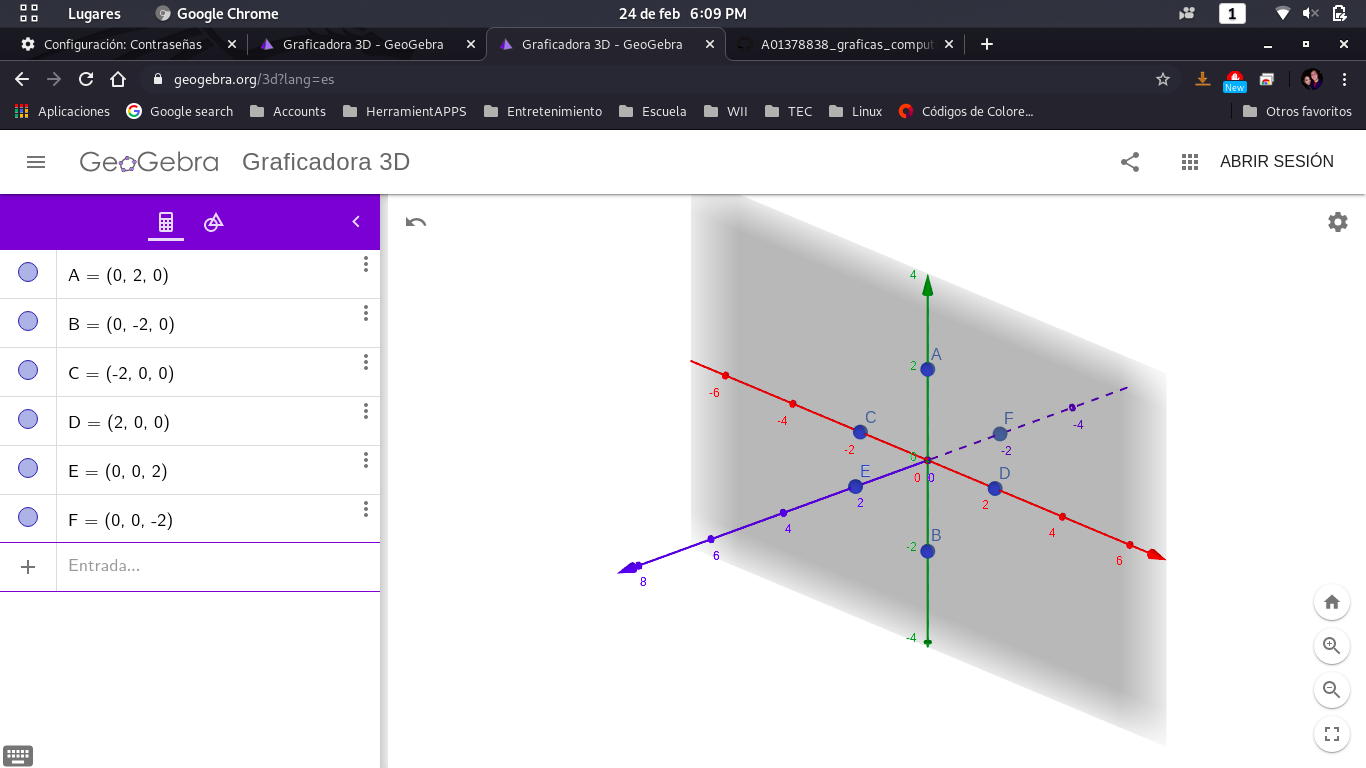 Lugares Google Chrome 24 de feb 6:09 PM 1
Configuración: Contraseñas Graficadora 3D - GeoGebra Graficadora 3D - GeoGebra A01378838_graficas_comput
geogebra.org/3d?lang=es New
Aplicaciones Google search Accounts HerramientAPPS Entretenimiento Escuela WII TEC Linux Códigos de Colore... Otros favoritos
GeoGebra Graficadora 3D ABRIR SESIÓN
A = (0, 2, 0)
B = (0, -2, 0)
C = (-2, 0, 0)
D = (2, 0, 0)
E = (0, 0, 2)
F = (0, 0, -2)
Entrada...
4
A
2
-6
-4
C
F
-4
-2
-2
0
E
D
0 0
2
2
4
B
4
-2
6
6
8
-4